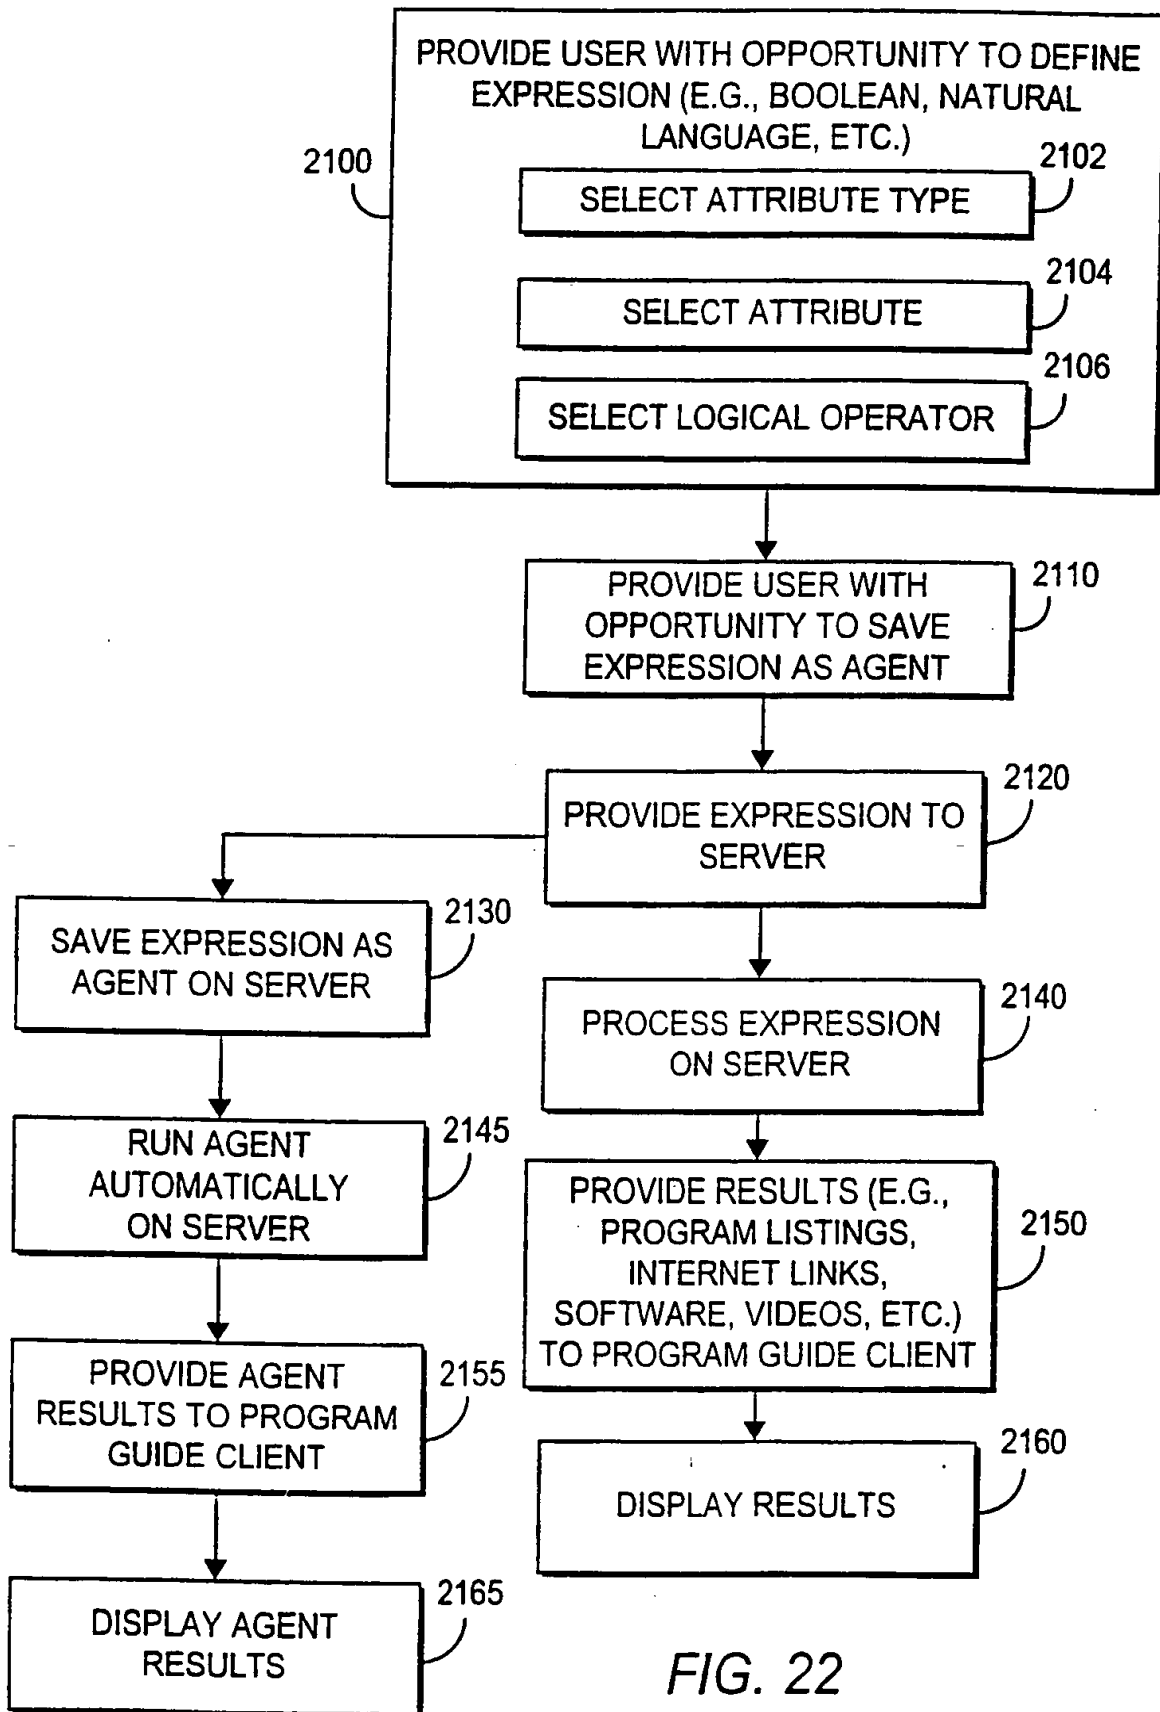 PROVIDE USER WITH OPPORTUNITY TO DEFINE
EXPRESSION (E.G., BOOLEAN, NATURAL
LANGUAGE, ETC.)
2100
2102
SELECT ATTRIBUTE TYPE
2104
SELECT ATTRIBUTE
2106
SELECT LOGICAL OPERATOR
2110
PROVIDE USER WITH
OPPORTUNITY TO SAVE
EXPRESSION AS AGENT
2120
PROVIDE EXPRESSION TO
SERVER
2130
SAVE EXPRESSION AS
AGENT ON SERVER
2140
PROCESS EXPRESSION
ON SERVER
2145
RUN AGENT
AUTOMATICALLY
ON SERVER
2150
PROVIDE RESULTS (E.G.,
PROGRAM LISTINGS,
INTERNET LINKS,
SOFTWARE, VIDEOS, ETC.)
TO PROGRAM GUIDE CLIENT
2155
PROVIDE AGENT
RESULTS TO PROGRAM
GUIDE CLIENT
2160
DISPLAY RESULTS
2165
DISPLAY AGENT
RESULTS
FIG. 22